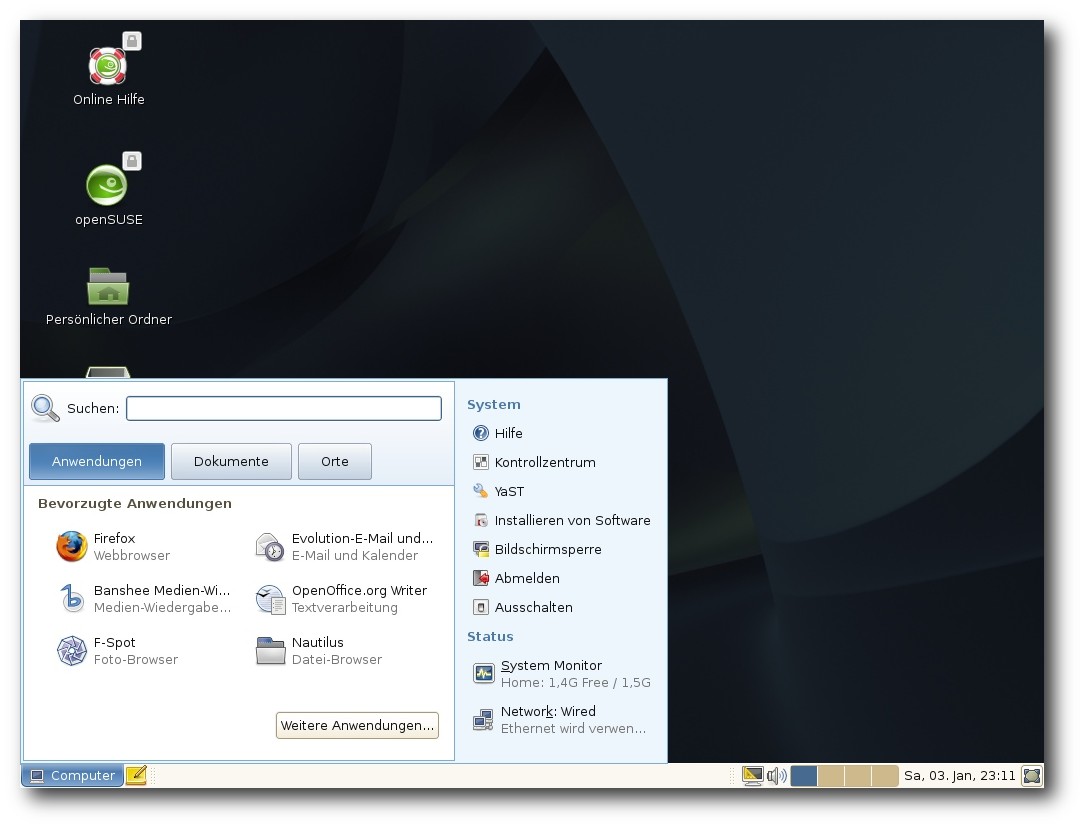 Online Hilfe
openSUSE
Persönlicher Ordner
Suchen:
Anwendungen
Dokumente
Orte
Bevorzugte Anwendungen
Firefox
Webbrowser
Evolution-E-Mail und...
E-Mail und Kalender
Banshee Medien-Wi...
Medien-Wiedergabe...
OpenOffice.org Writer
Textverarbeitung
F-Spot
Foto-Browser
Nautilus
Datei-Browser
Weitere Anwendungen...
System
Hilfe
Kontrollzentrum
YaST
Installieren von Software
Bildschirmsperre
Abmelden
Ausschalten
Status
System Monitor
Home: 1,4G Free / 1,5G
Network: Wired
Ethernet wird verwen...
Computer
Sa, 03. Jan, 23:11